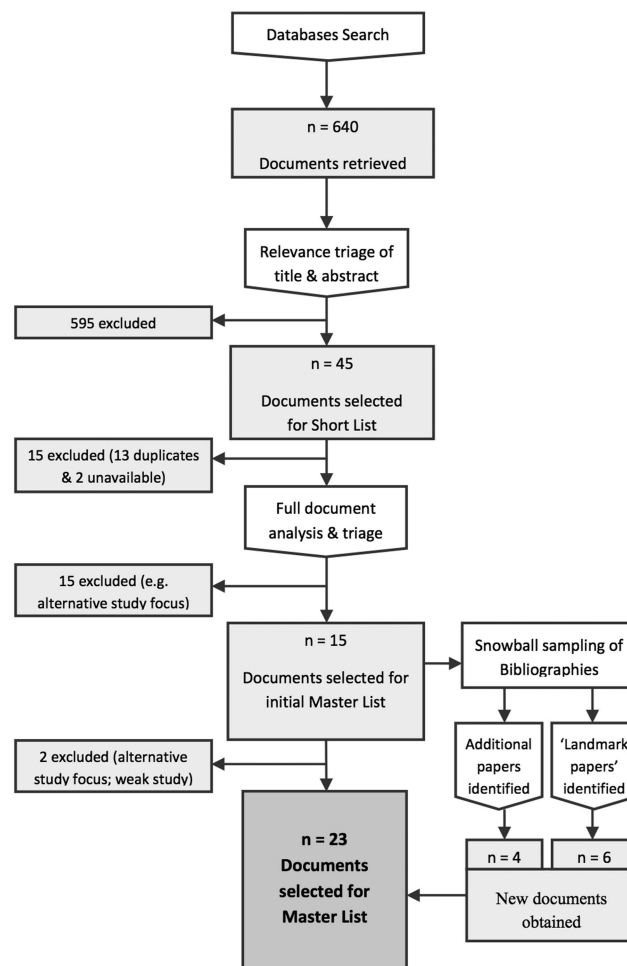 Databases Search
n = 640
Documents retrieved
Relevance triage of
title & abstract
595 excluded
n = 45
Documents selected
for Short List
15 excluded (13 duplicates
& 2 unavailable)
Full document
analysis & triage
15 excluded (e.g.
alternative study focus)
n = 15
Documents selected for
initial Master List
Snowball sampling of
Bibliographies
2 excluded (alternative
study focus; weak study)
Additional
papers
identified
‘Landmark
papers’
identified
n = 4
n = 6
New documents
obtained
n = 23
Documents
selected for
Master List